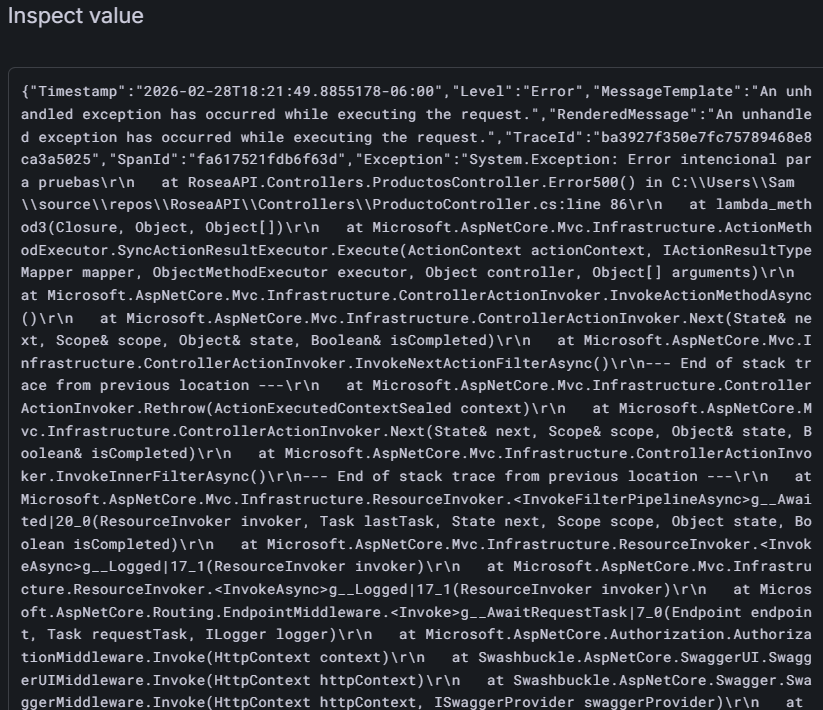 Inspect value
{"Timestamp":"2026-02-28T18:21:49.8855178-06:00","Level":"Error","MessageTemplate":"An unh
andled exception has occurred while executing the request.","RenderedMessage":"An unhandle
d exception has occurred while executing the request.","TraceId":"ba3927f350e7fc75789468e8
ca3a5025","SpanId":"fa617521fdb6f63d","Exception":"System.Exception: Error intencional par
a pruebas\r\n   at RoseaAPI.Controllers.ProductosController.Error500() in C:\\Users\\Sam
\\source\\repos\\RoseaAPI\\Controllers\\ProductoController.cs:line 86\r\n   at lambda_meth
od3(Closure, Object, Object[])\r\n   at Microsoft.AspNetCore.Mvc.Infrastructure.ActionMeth
odExecutor.SyncActionResultExecutor.Execute(ActionContext actionContext, IActionResultType
Mapper mapper, ObjectMethodExecutor executor, Object controller, Object[] arguments)\r\n
at Microsoft.AspNetCore.Mvc.Infrastructure.ControllerActionInvoker.InvokeActionMethodAsync
()\r\n   at Microsoft.AspNetCore.Mvc.Infrastructure.ControllerActionInvoker.Next(State& ne
xt, Scope& scope, Object& state, Boolean& isCompleted)\r\n   at Microsoft.AspNetCore.Mvc.I
nfrastructure.ControllerActionInvoker.InvokeNextActionFilterAsync()\r\n--- End of stack tr
ace from previous location ---\r\n   at Microsoft.AspNetCore.Mvc.Infrastructure.Controller
ActionInvoker.Rethrow(ActionExecutedContextSealed context)\r\n   at Microsoft.AspNetCore.M
vc.Infrastructure.ControllerActionInvoker.Next(State& next, Scope& scope, Object& state, B
oolean& isCompleted)\r\n   at Microsoft.AspNetCore.Mvc.Infrastructure.ControllerActionInvo
ker.InvokeInnerFilterAsync()\r\n--- End of stack trace from previous location ---\r\n   at
Microsoft.AspNetCore.Mvc.Infrastructure.ResourceInvoker.<InvokeFilterPipelineAsync>g__Awai
ted|20_0(ResourceInvoker invoker, Task lastTask, State next, Scope scope, Object state, Bo
olean isCompleted)\r\n   at Microsoft.AspNetCore.Mvc.Infrastructure.ResourceInvoker.<Invok
eAsync>g__Logged|17_1(ResourceInvoker invoker)\r\n   at Microsoft.AspNetCore.Mvc.Infrastru
cture.ResourceInvoker.<InvokeAsync>g__Logged|17_1(ResourceInvoker invoker)\r\n   at Micros
oft.AspNetCore.Routing.EndpointMiddleware.<Invoke>g__AwaitRequestTask|7_0(Endpoint endpoin
t, Task requestTask, ILogger logger)\r\n   at Microsoft.AspNetCore.Authorization.Authoriza
tionMiddleware.Invoke(HttpContext context)\r\n   at Swashbuckle.AspNetCore.SwaggerUI.Swagg
erUIMiddleware.Invoke(HttpContext httpContext)\r\n   at Swashbuckle.AspNetCore.Swagger.Swa
ggerMiddleware.Invoke(HttpContext httpContext, ISwaggerProvider swaggerProvider)\r\n   at